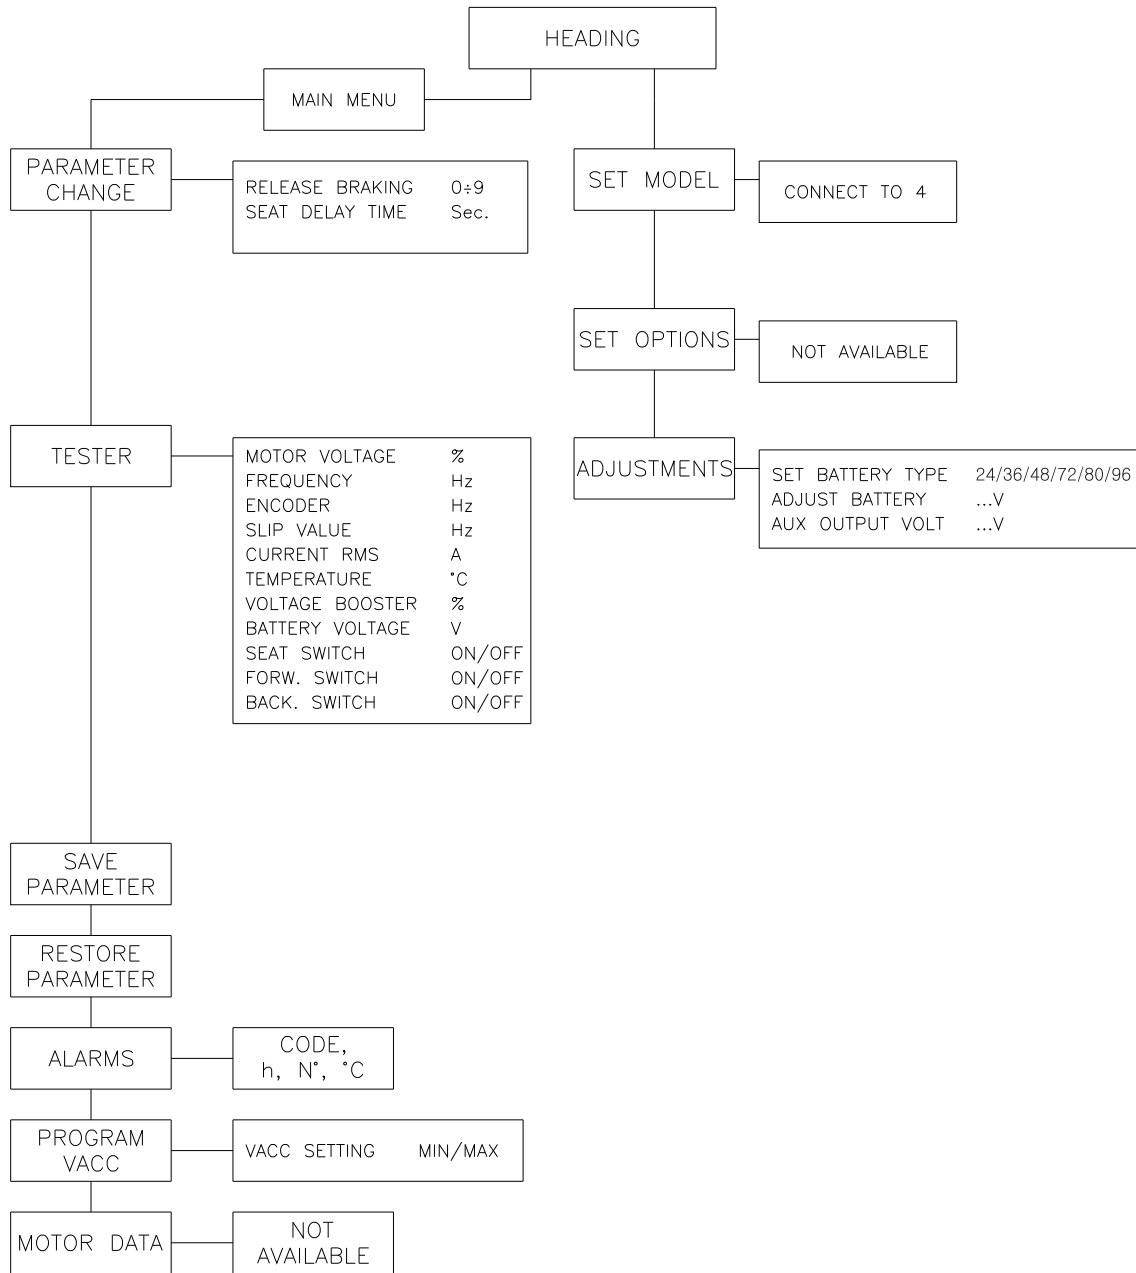 HEADING
MAIN MENU
PARAMETER
CHANGE
RELEASE BRAKING 0÷9
SEAT DELAY TIME Sec.
SET MODEL
CONNECT TO 4
SET OPTIONS
NOT AVAILABLE
TESTER
MOTOR VOLTAGE %
FREQUENCY Hz
ENCODER Hz
SLIP VALUE Hz
CURRENT RMS A
TEMPERATURE °C
VOLTAGE BOOSTER %
BATTERY VOLTAGE V
SEAT SWITCH ON/OFF
FORW. SWITCH ON/OFF
BACK. SWITCH ON/OFF
ADJUSTMENTS
SET BATTERY TYPE 24/36/48/72/80/96
ADJUST BATTERY ...V
AUX OUTPUT VOLT ...V
SAVE
PARAMETER
RESTORE
PARAMETER
ALARMS
CODE,
h, N°, °C
PROGRAM
VACC
VACC SETTING MIN/MAX
MOTOR DATA
NOT
AVAILABLE